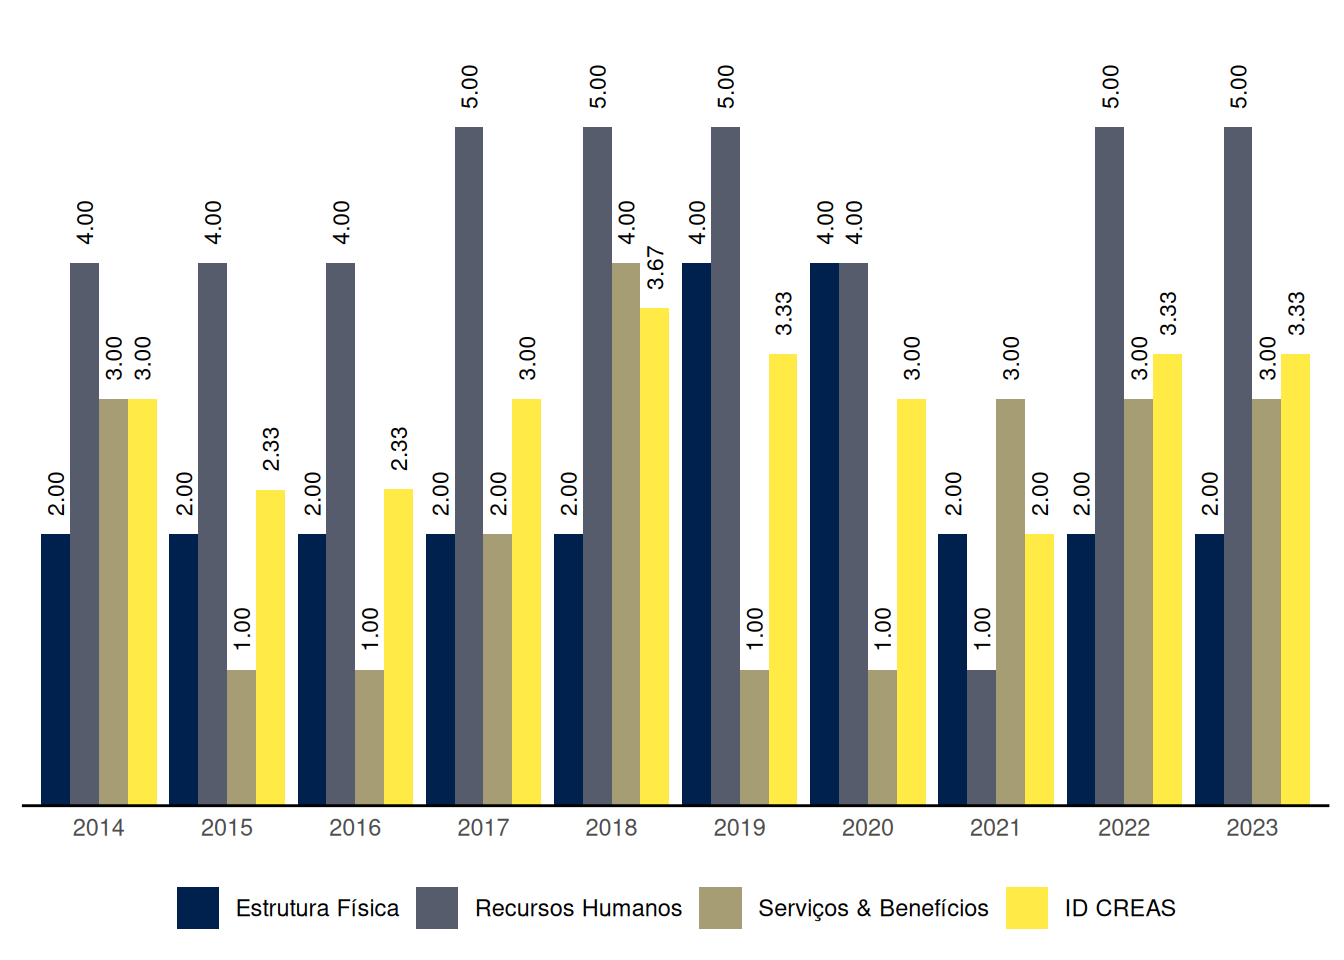 5.00 5.00 5.00 5.00 5.00
4.00 4.00 4.00 4.00 4.00 4.00 4.00
3.67
3.33 3.33 3.33
3.00 3.00 3.00 3.00 3.00 3.00 3.00
2.33 2.33
2.00 2.00 2.00 2.00 2.00 2.00 2.00 2.00 2.00 2.00
1.00 1.00 1.00 1.00 1.00
2014 2015 2016 2017 2018 2019 2020 2021 2022 2023
Estrutura Física Recursos Humanos Serviços & Benefícios ID CREAS